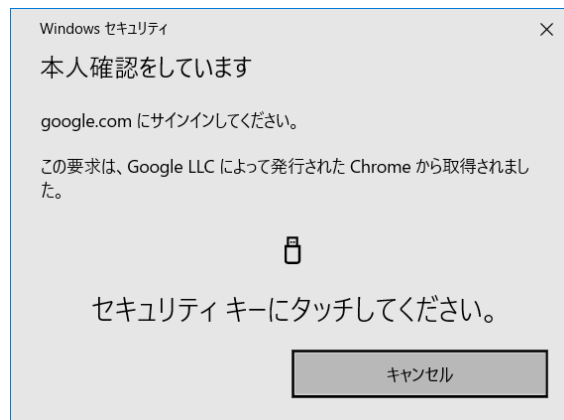 Windows セキュリティ
本人確認をしています
google.com にサインインしてください。
この要求は、Google LLC によって発行された Chrome から取得されまし
た。
セキュリティ キーにタッチしてください。
キャンセル